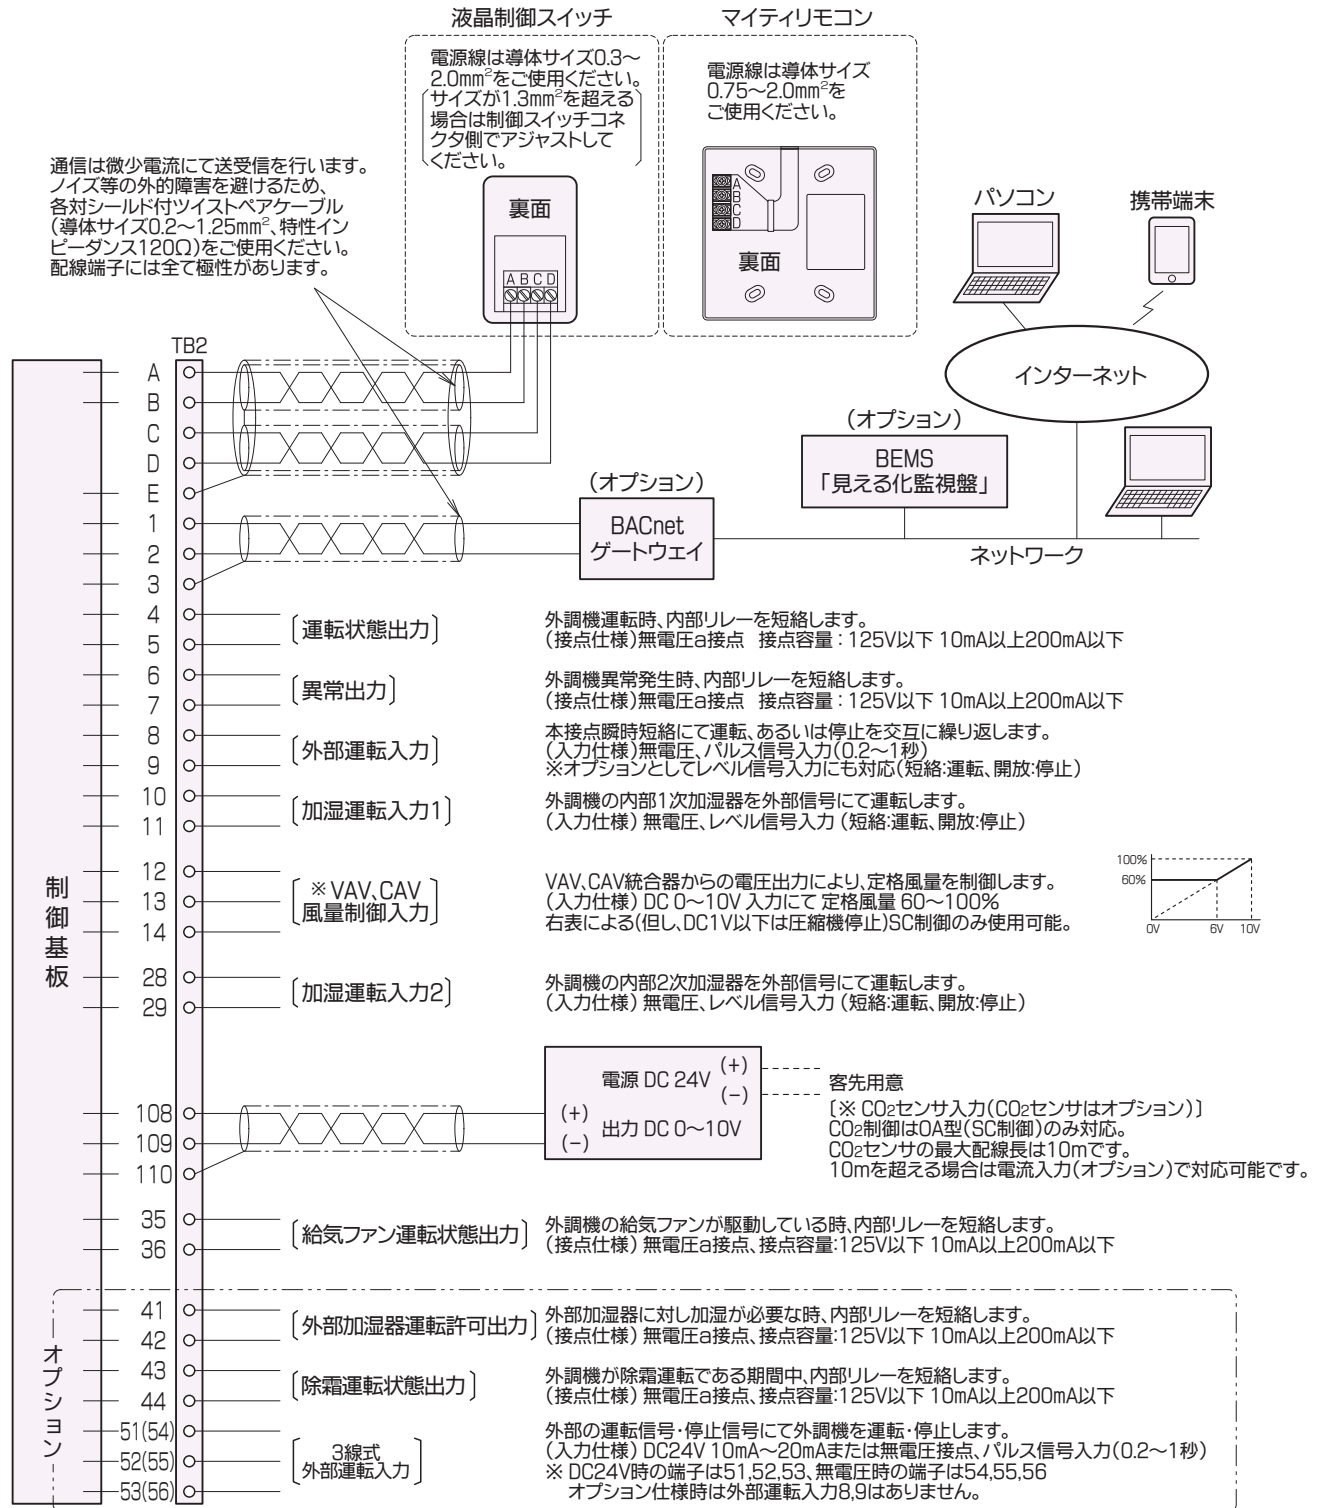 液晶制御スイッチ
マイティリモコン
電源線は導体サイズ0.3〜
2.0mm²をご使用ください。
サイズが1.3mm²を超える
場合は制御スイッチコネ
クタ側でアジャストして
ください。
電源線は導体サイズ
0.75〜2.0mm²を
ご使用ください。
通信は微少電流にて送受信を行います。
ノイズ等の外的障害を避けるため、
各対シールド付ツイストペアケーブル
(導体サイズ0.2〜1.25mm²、特性イン
ピーダンス120Ω)をご使用ください。
配線端子には全て極性があります。
裏面
A B C D
A
B
C
D
裏面
パソコン
携帯端末
インターネット
(オプション)
BEMS
「見える化監視盤」
(オプション)
BACnet
ゲートウェイ
ネットワーク
TB2
制御基板
A
B
C
D
E
1
2
3
4
5
〔運転状態出力〕
外調機運転時、内部リレーを短絡します。
(接点仕様)無電圧a接点 接点容量：125V以下 10mA以上200mA以下
6
7
〔異常出力〕
外調機異常発生時、内部リレーを短絡します。
(接点仕様)無電圧a接点 接点容量：125V以下 10mA以上200mA以下
8
9
〔外部運転入力〕
本接点瞬時短絡にて運転、あるいは停止を交互に繰り返します。
(入力仕様)無電圧、パルス信号入力(0.2〜1秒)
※オプションとしてレベル信号入力にも対応(短絡:運転、開放:停止)
10
11
〔加湿運転入力1〕
外調機の内部1次加湿器を外部信号にて運転します。
(入力仕様) 無電圧、レベル信号入力 (短絡:運転、開放:停止)
12
13
14
※VAV、CAV
風量制御入力
VAV、CAV統合器からの電圧出力により、定格風量を制御します。
(入力仕様) DC 0〜10V 入力にて 定格風量 60〜100%
右表による(但し、DC1V以下は圧縮機停止)SC制御のみ使用可能。
100%
60%
0V 6V 10V
28
29
〔加湿運転入力2〕
外調機の内部2次加湿器を外部信号にて運転します。
(入力仕様) 無電圧、レベル信号入力 (短絡:運転、開放:停止)
108
109
110
電源 DC 24V (+)
(−)
(+)
(−)
出力 DC 0〜10V
客先用意
〔※ CO2センサ入力(CO2センサはオプション)〕
CO2制御はOA型(SC制御)のみ対応。
CO2センサの最大配線長は10mです。
10mを超える場合は電流入力(オプション)で対応可能です。
35
36
〔給気ファン運転状態出力〕
外調機の給気ファンが駆動している時、内部リレーを短絡します。
(接点仕様) 無電圧a接点、接点容量:125V以下 10mA以上200mA以下
オプション
41
42
〔外部加湿器運転許可出力〕
外部加湿器に対し加湿が必要な時、内部リレーを短絡します。
(接点仕様) 無電圧a接点、接点容量:125V以下 10mA以上200mA以下
43
44
〔除霜運転状態出力〕
外調機が除霜運転である期間中、内部リレーを短絡します。
(接点仕様) 無電圧a接点、接点容量:125V以下 10mA以上200mA以下
51(54)
52(55)
53(56)
3線式
外部運転入力
外部の運転信号・停止信号にて外調機を運転・停止します。
(入力仕様) DC24V 10mA〜20mAまたは無電圧接点、パルス信号入力(0.2〜1秒)
※ DC24V時の端子は51,52,53、無電圧時の端子は54,55,56
オプション仕様時は外部運転入力8,9はありません。